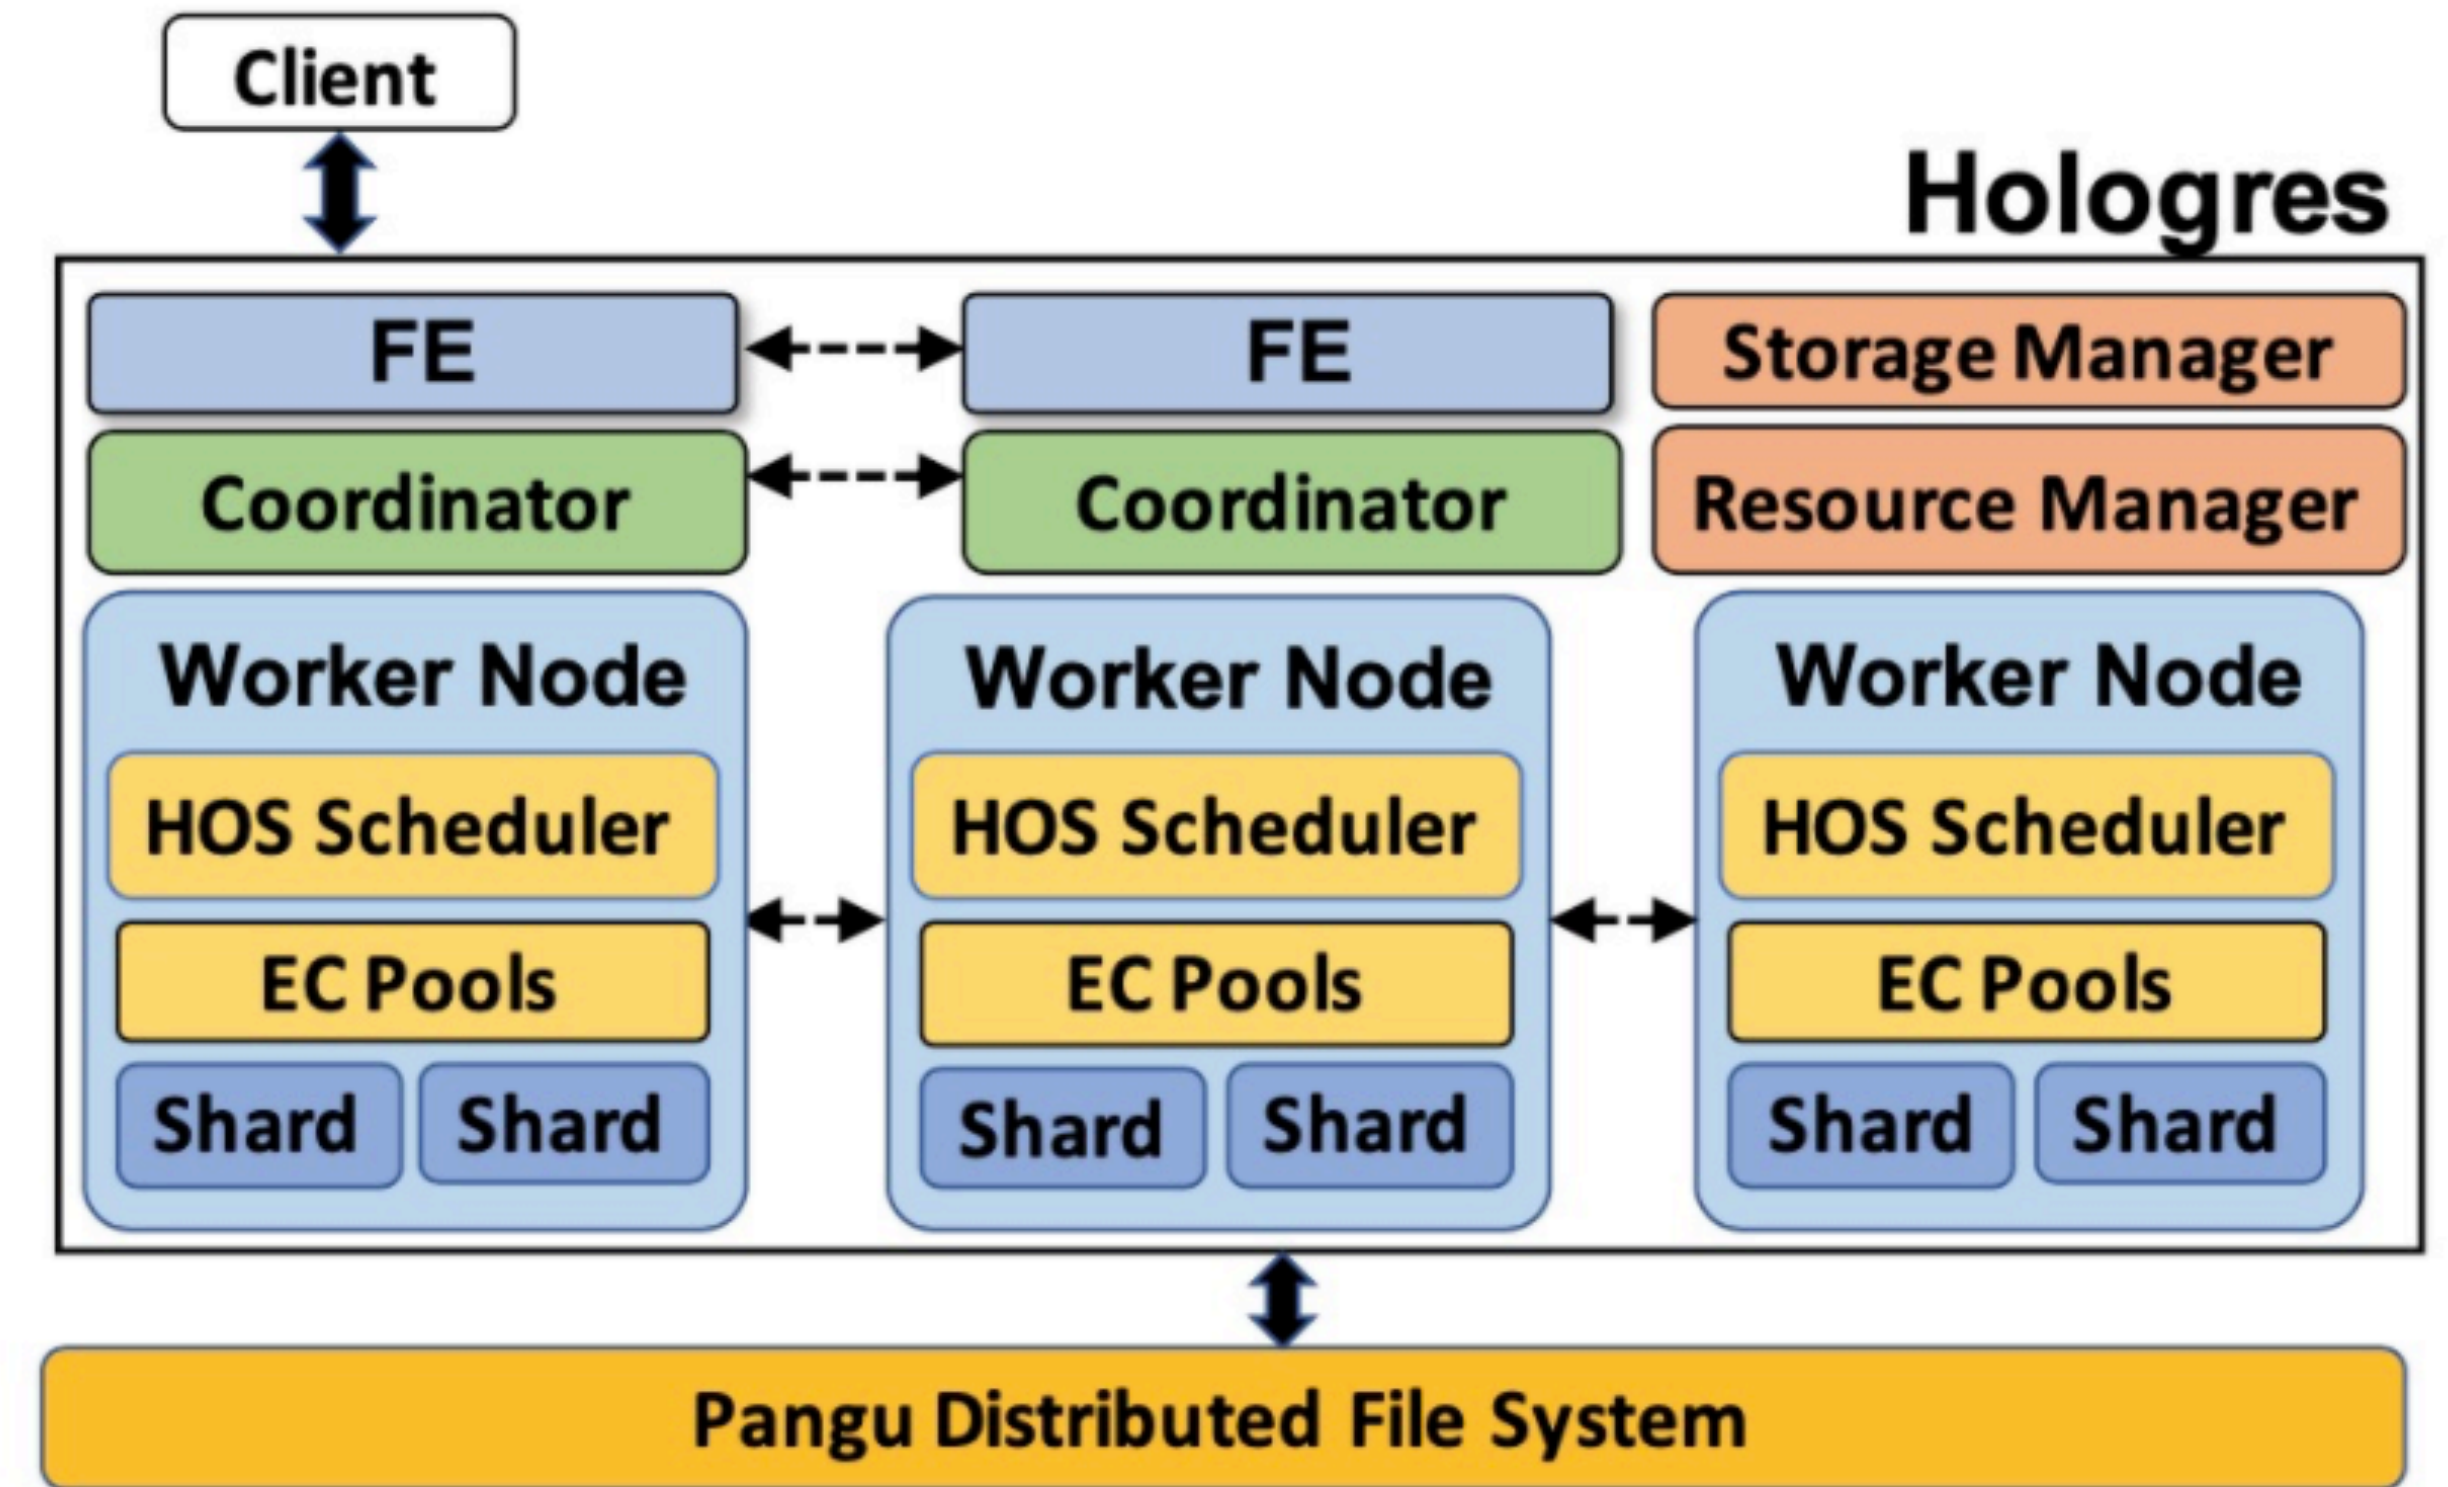 Client
Hologres
FE
FE
Storage Manager
Coordinator
Coordinator
Resource Manager
Worker Node
Worker Node
Worker Node
HOS Scheduler
HOS Scheduler
HOS Scheduler
EC Pools
EC Pools
EC Pools
Shard
Shard
Shard
Shard
Shard
Shard
Pangu Distributed File System